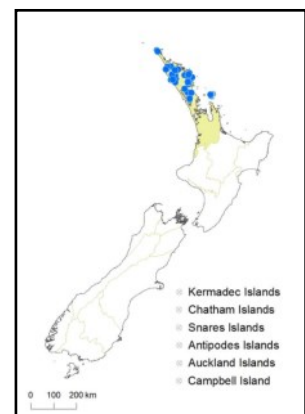 Kermadec Islands
Chatham Islands
Snares Islands
Antipodes Islands
Auckland Islands
Campbell Island
0 100 200 km